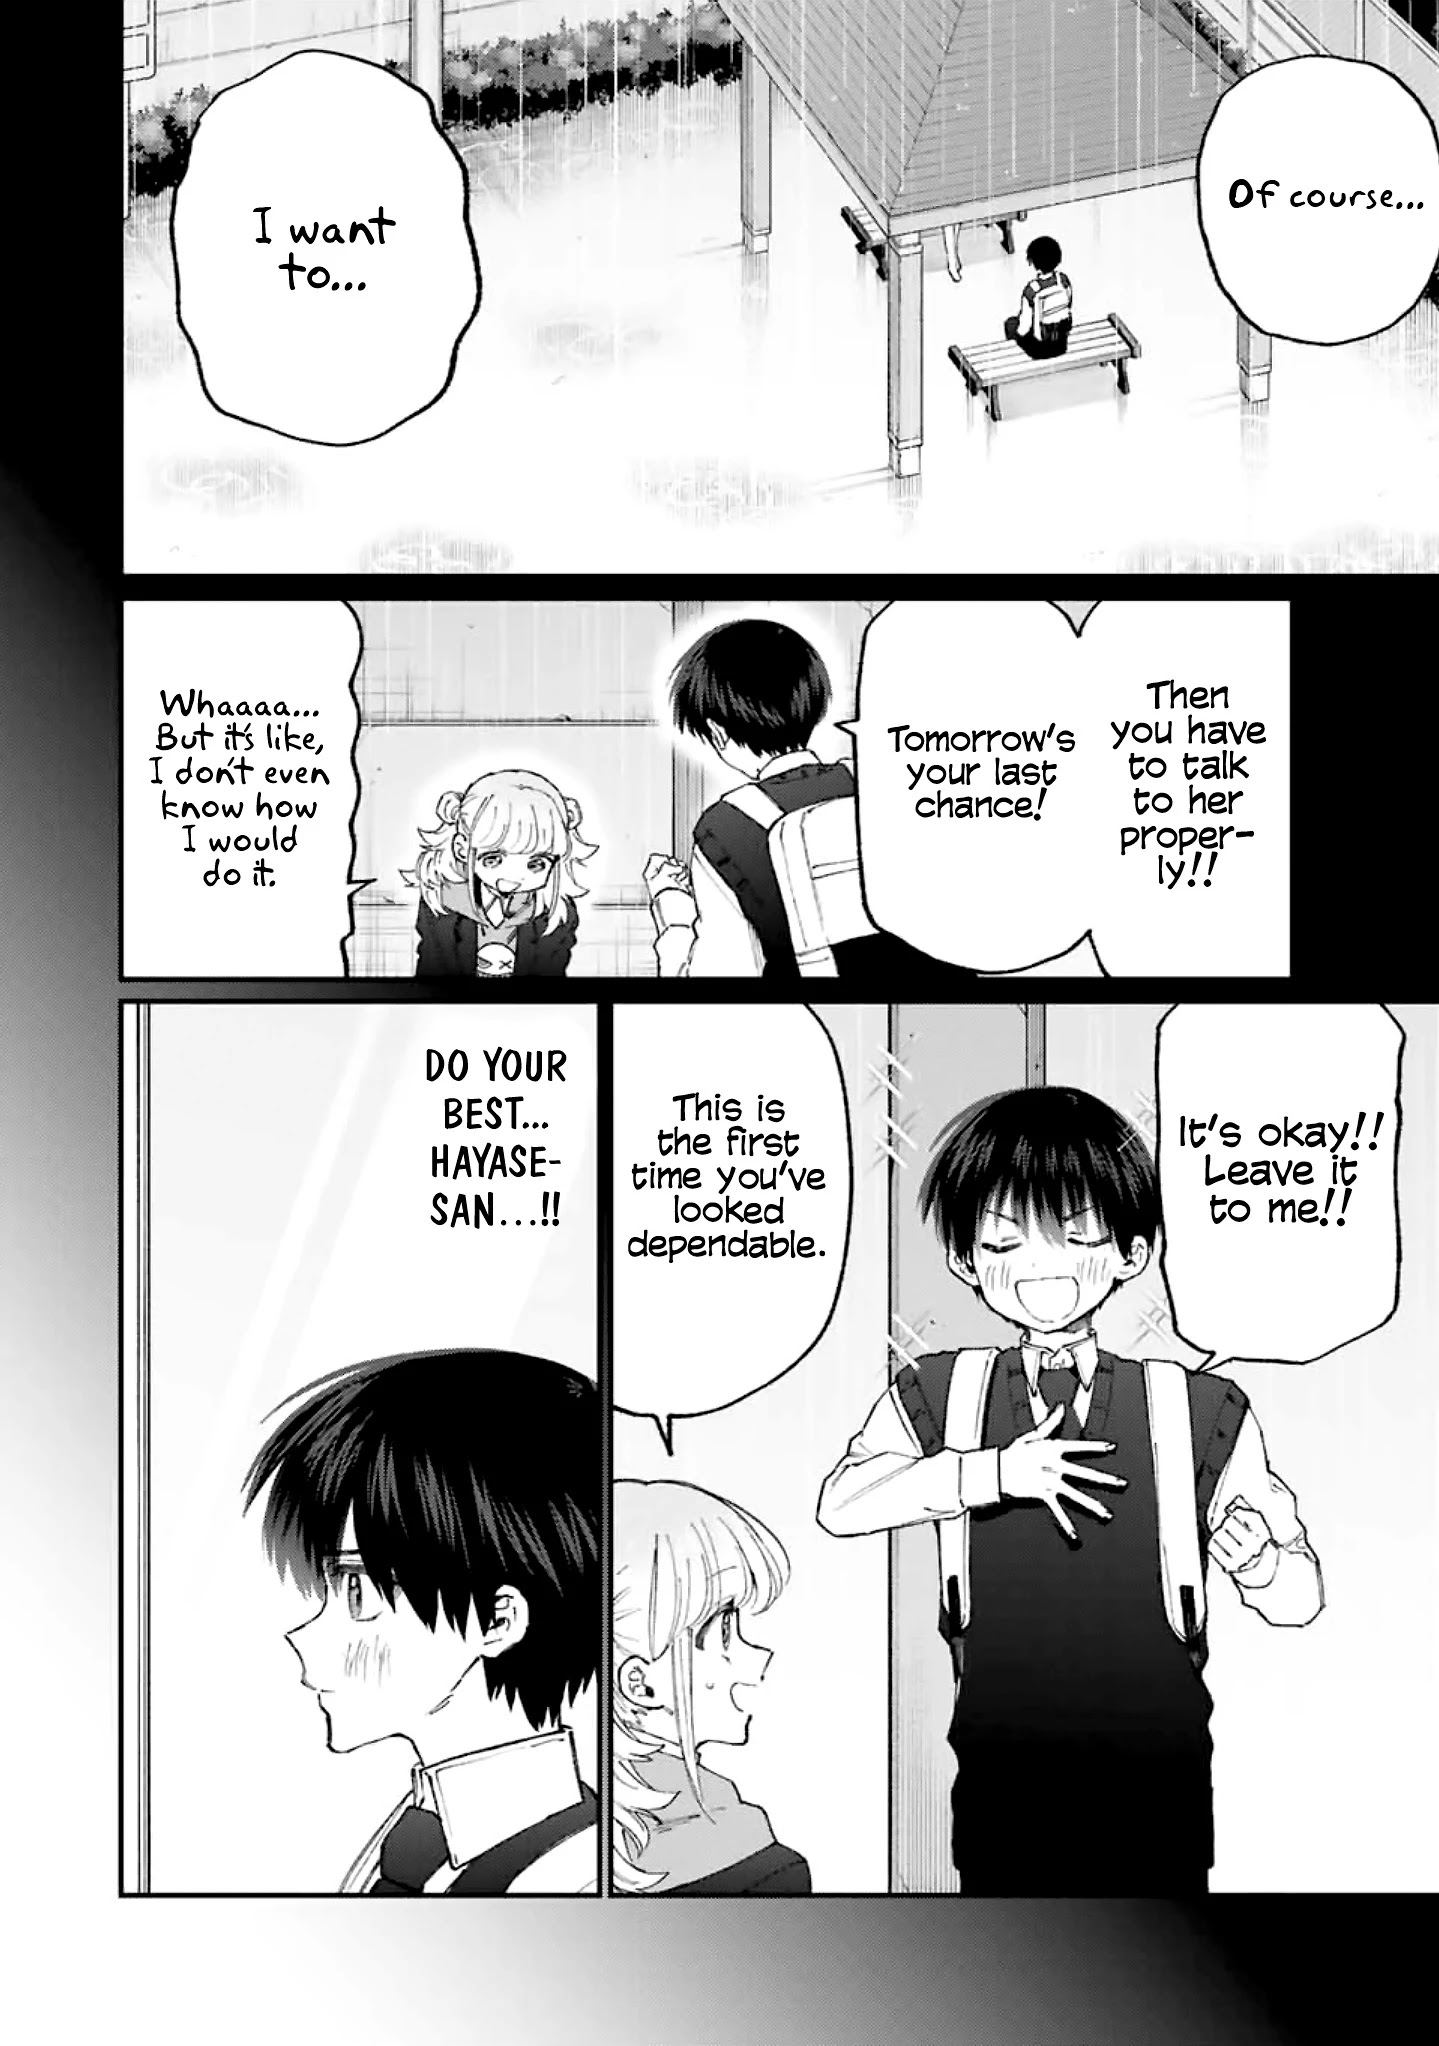 Of course...
I want
to...
Then
you have
to talk
to her
proper-
ly!!
Tomorrow's
your last
chance!
Whaaaa...
But it's like,
I don't even
know how
I would
do it.
It's okay!!
Leave it
to me!!
This is
the first
time you've
looked
dependable.
DO YOUR
BEST...
HAYASE-
SAN...!!